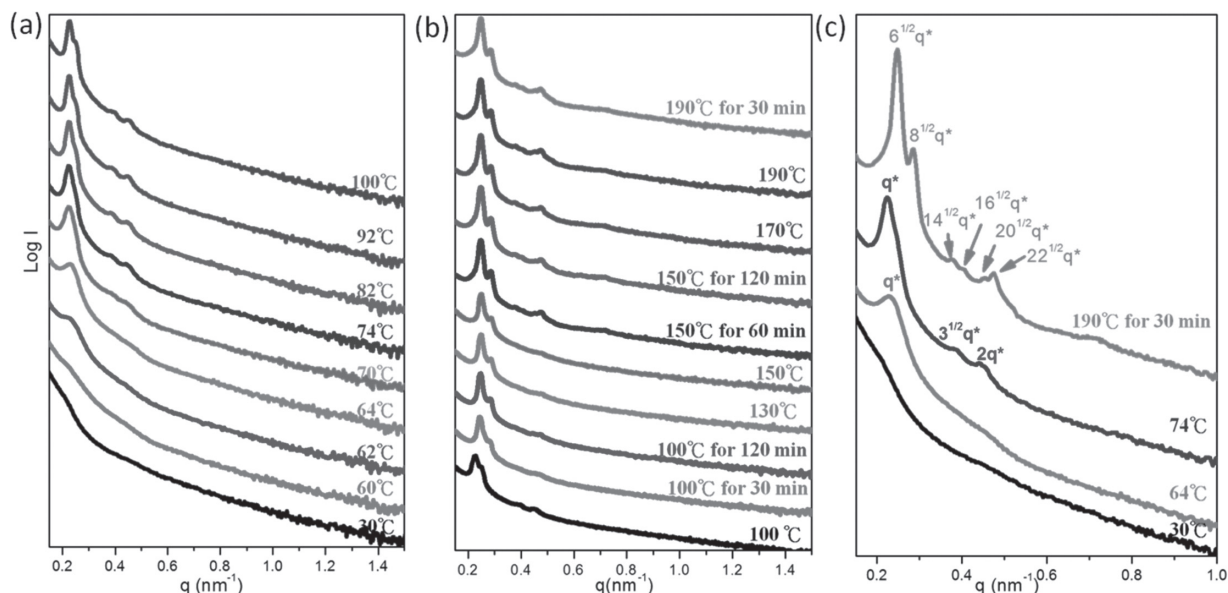 (a)
Log I
100℃
92℃
82℃
74℃
70℃
64℃
62℃
60℃
30℃
0.2 0.4 0.6 0.8 1.0 1.2 1.4
q (nm-1)
(b)
190℃ for 30 min
190℃
170℃
150℃ for 120 min
150℃ for 60 min
150℃
130℃
100℃ for 120 min
100℃ for 30 min
100℃
0.2 0.4 0.6 0.8 1.0 1.2 1.4
q(nm-1)
(c)
6^1/2q*
8^1/2q*
q*
14^1/2q*
16^1/2q*
20^1/2q*
22^1/2q*
q*
190℃ for 30 min
3^1/2q*
2q*
74℃
64℃
30℃
0.2 0.4 0.6 0.8 1.0
q (nm-1)